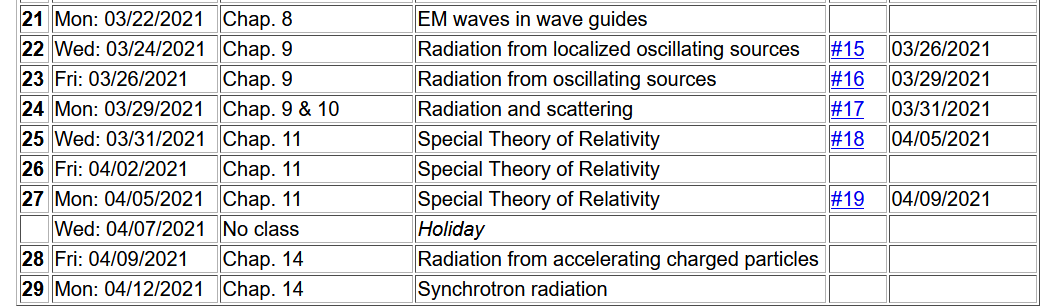 21 Mon: 03/22/2021 Chap. 8 EM waves in wave guides
22 Wed: 03/24/2021 Chap. 9 Radiation from localized oscillating sources #15 03/26/2021
23 Fri: 03/26/2021 Chap. 9 Radiation from oscillating sources #16 03/29/2021
24 Mon: 03/29/2021 Chap. 9 & 10 Radiation and scattering #17 03/31/2021
25 Wed: 03/31/2021 Chap. 11 Special Theory of Relativity #18 04/05/2021
26 Fri: 04/02/2021 Chap. 11 Special Theory of Relativity
27 Mon: 04/05/2021 Chap. 11 Special Theory of Relativity #19 04/09/2021
Wed: 04/07/2021 No class Holiday
28 Fri: 04/09/2021 Chap. 14 Radiation from accelerating charged particles
29 Mon: 04/12/2021 Chap. 14 Synchrotron radiation